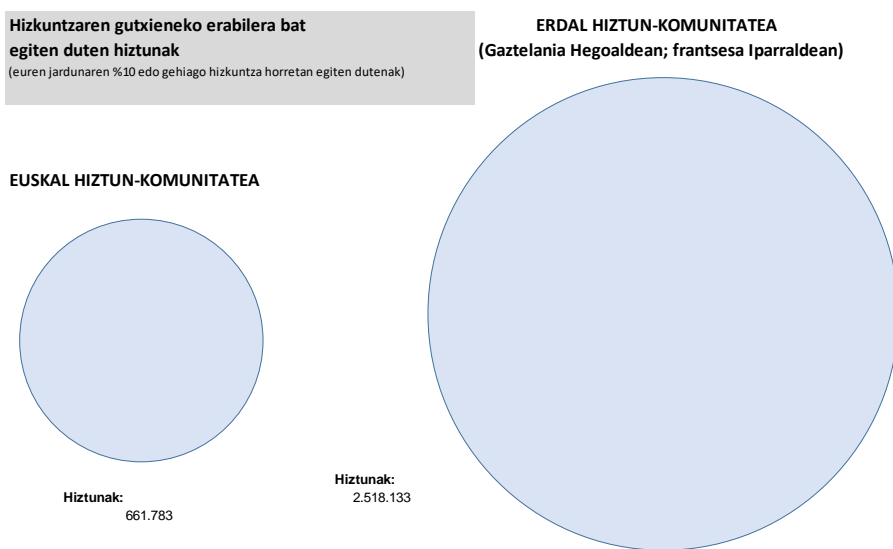 Hizkuntzaren gutxieneko erabilera bat
egiten duten hiztunak
(euren jardunaren %10 edo gehiago hizkuntza horretan egiten dutenak)
ERDAL HIZTUN-KOMUNITATEA
(Gaztelania Hegoaldean; frantsesa Iparraldean)
EUSKAL HIZTUN-KOMUNITATEA
Hiztunak:
661.783
Hiztunak:
2.518.133